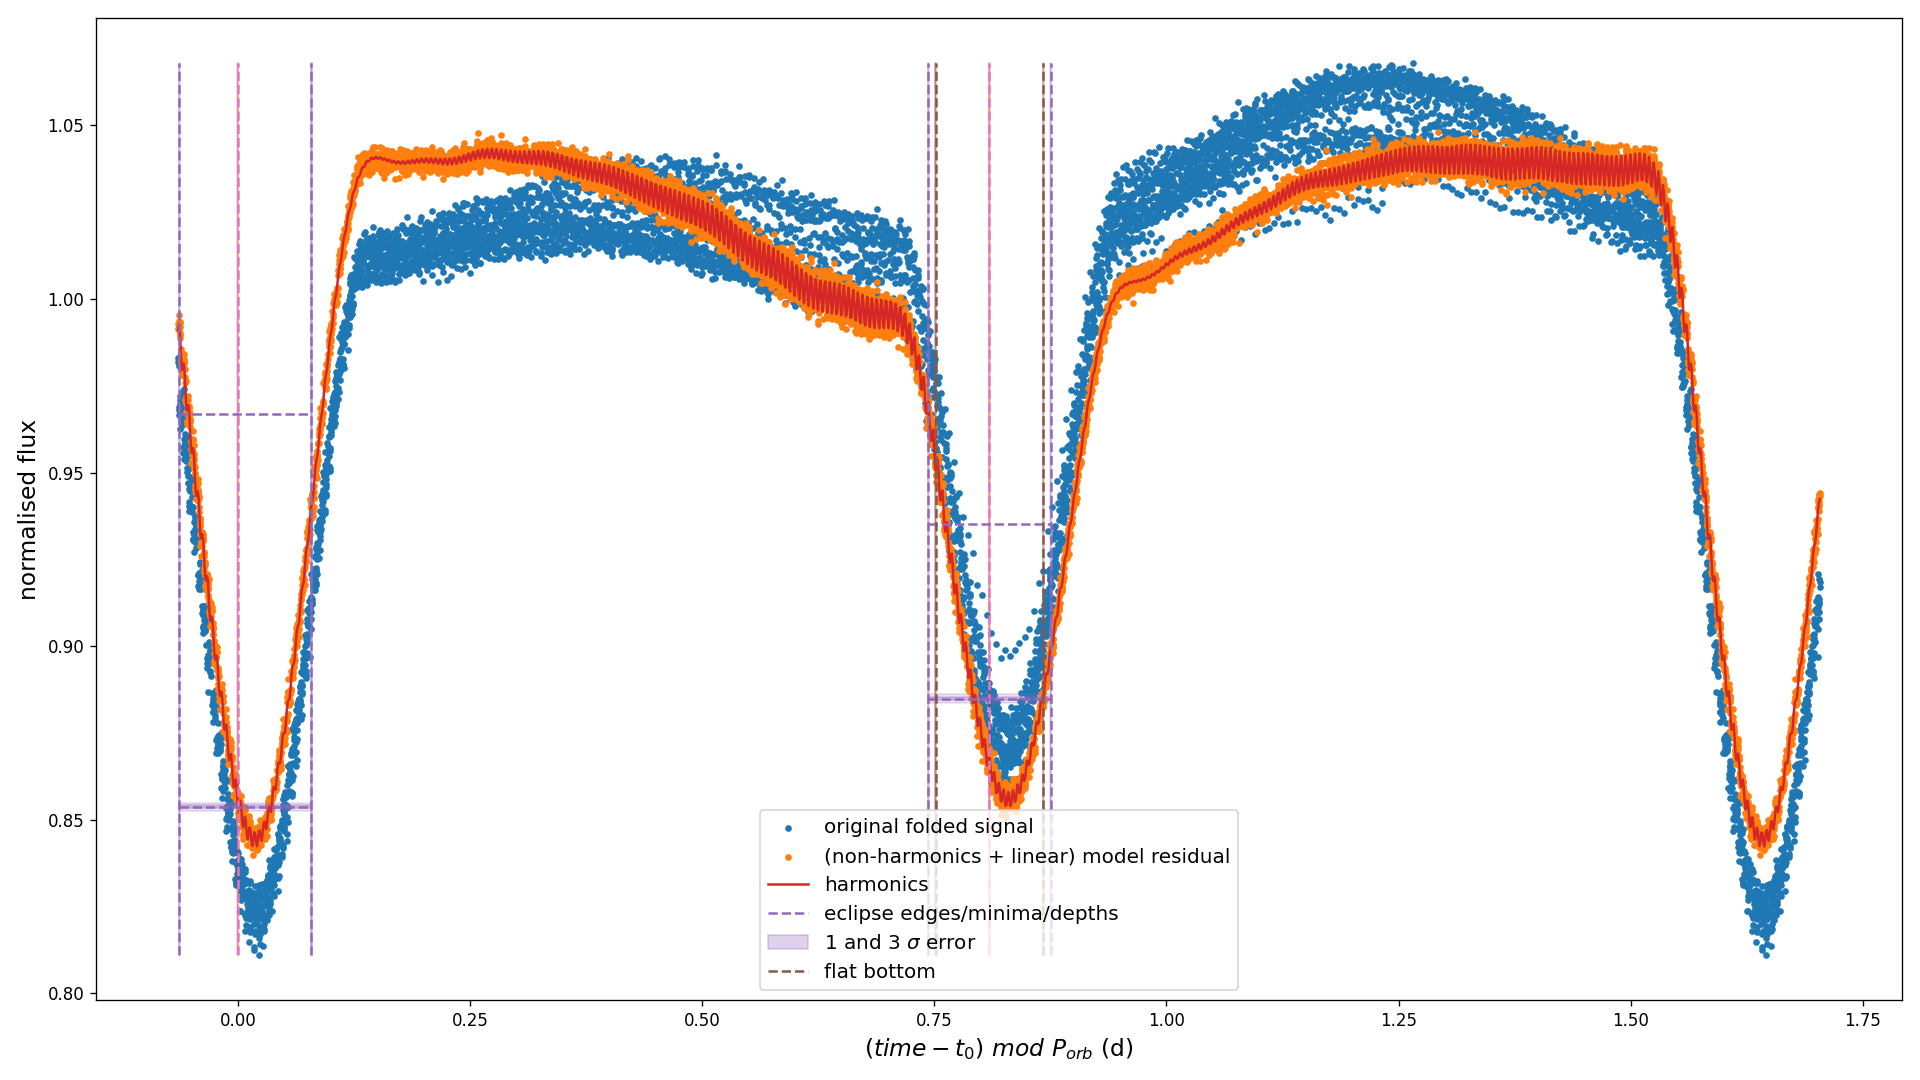 normalised flux
1.05
1.00
0.95
0.90
0.85
0.80
original folded signal
(non-harmonics + linear) model residual
harmonics
eclipse edges/minima/depths
1 and 3 σ error
flat bottom
0.00 0.25 0.50 0.75 1.00 1.25 1.50 1.75
(time − t₀) mod P_orb (d)